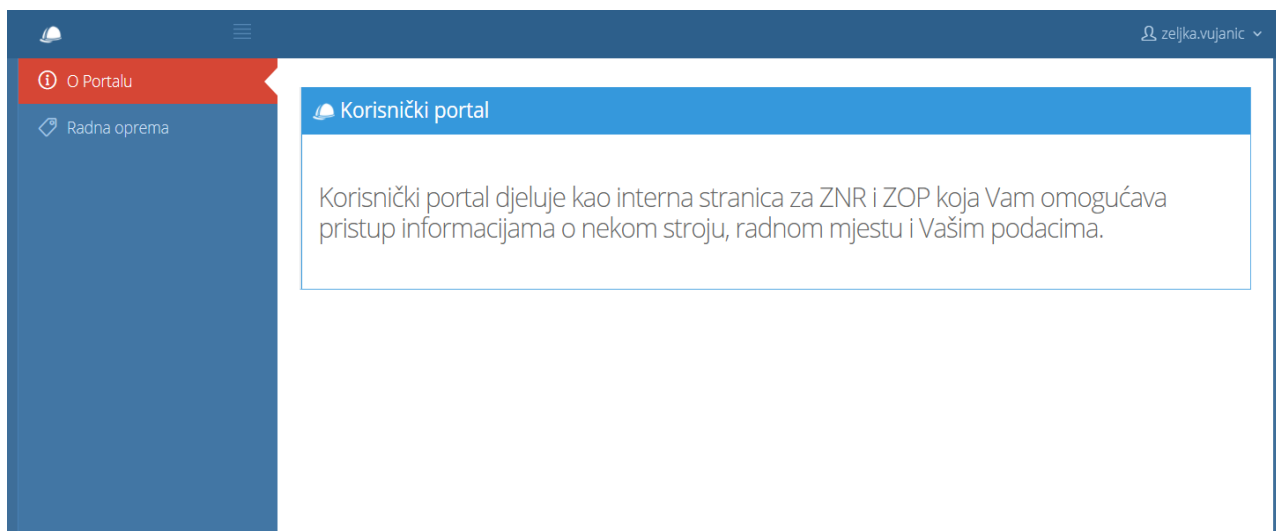 zeljka.vujanic
O Portalu
Radna oprema
Korisnički portal
Korisnički portal djeluje kao interna stranica za ZNR i ZOP koja Vam omogućava
pristup informacijama o nekom stroju, radnom mjestu i Vašim podacima.